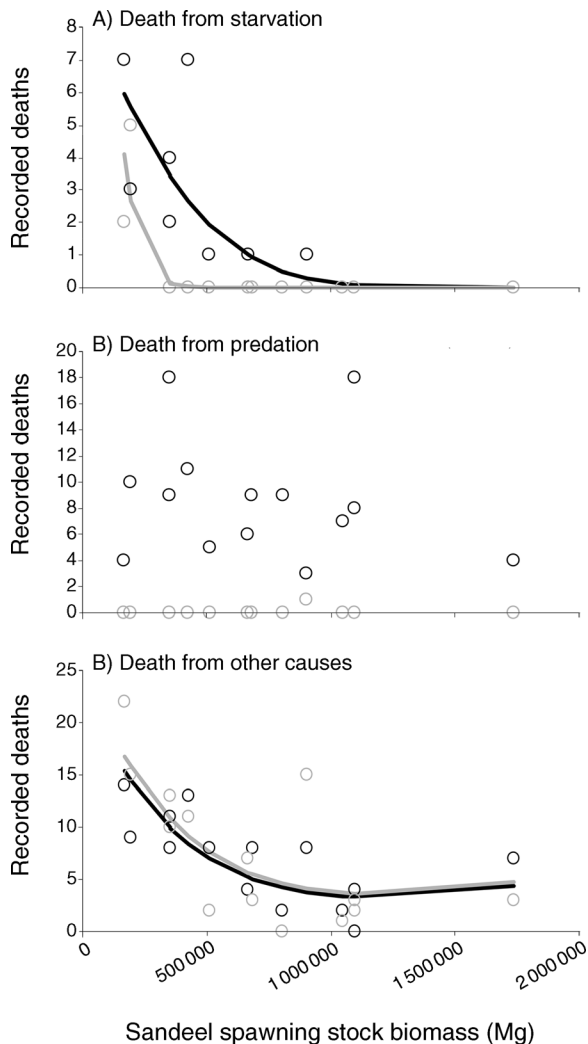 A) Death from starvation
Recorded deaths
8
7
6
5
4
3
2
1
0
B) Death from predation
Recorded deaths
20
18
16
14
12
10
8
6
4
2
0
B) Death from other causes
Recorded deaths
25
20
15
10
5
0
0
500 000
1 000 000
1 500 000
2 000 000
Sandeel spawning stock biomass (Mg)